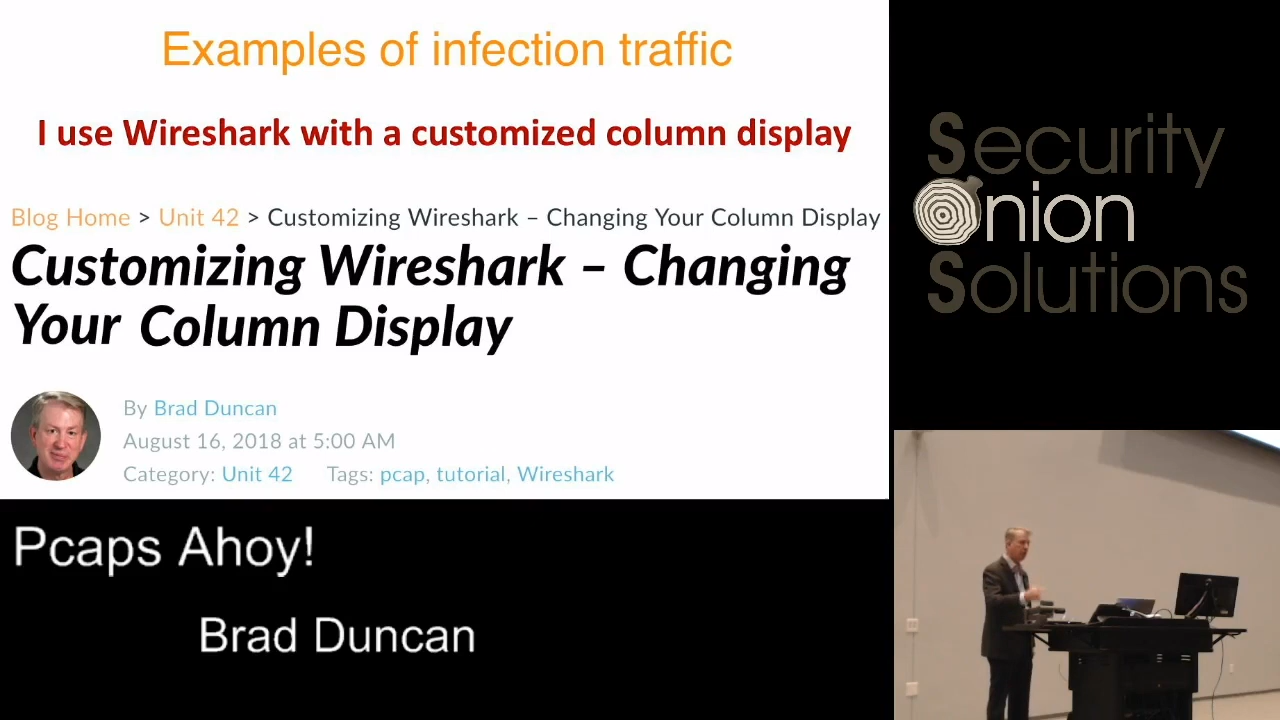 Examples of infection traffic
I use Wireshark with a customized column display
Blog Home > Unit 42 > Customizing Wireshark – Changing Your Column Display
Customizing Wireshark – Changing
Your Column Display
By Brad Duncan
August 16, 2018 at 5:00 AM
Category: Unit 42 Tags: pcap, tutorial, Wireshark
Pcaps Ahoy!
Brad Duncan
Security
Onion
Solutions